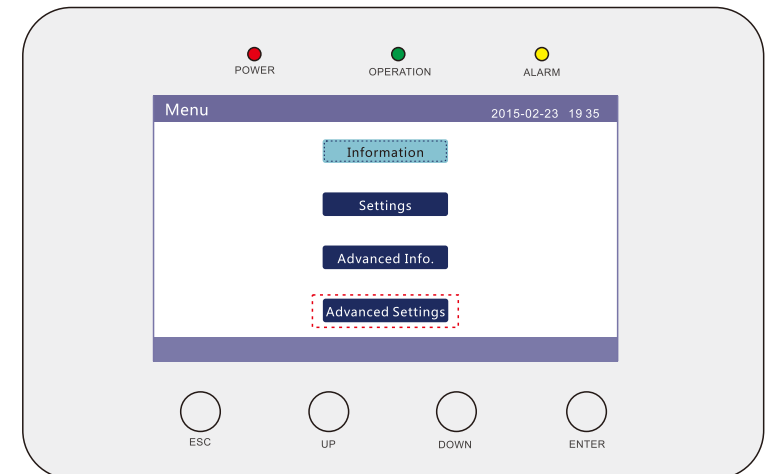 POWER OPERATION ALARM
Menu 2015-02-23 19 35
Information
Settings
Advanced Info.
Advanced Settings
ESC UP DOWN ENTER